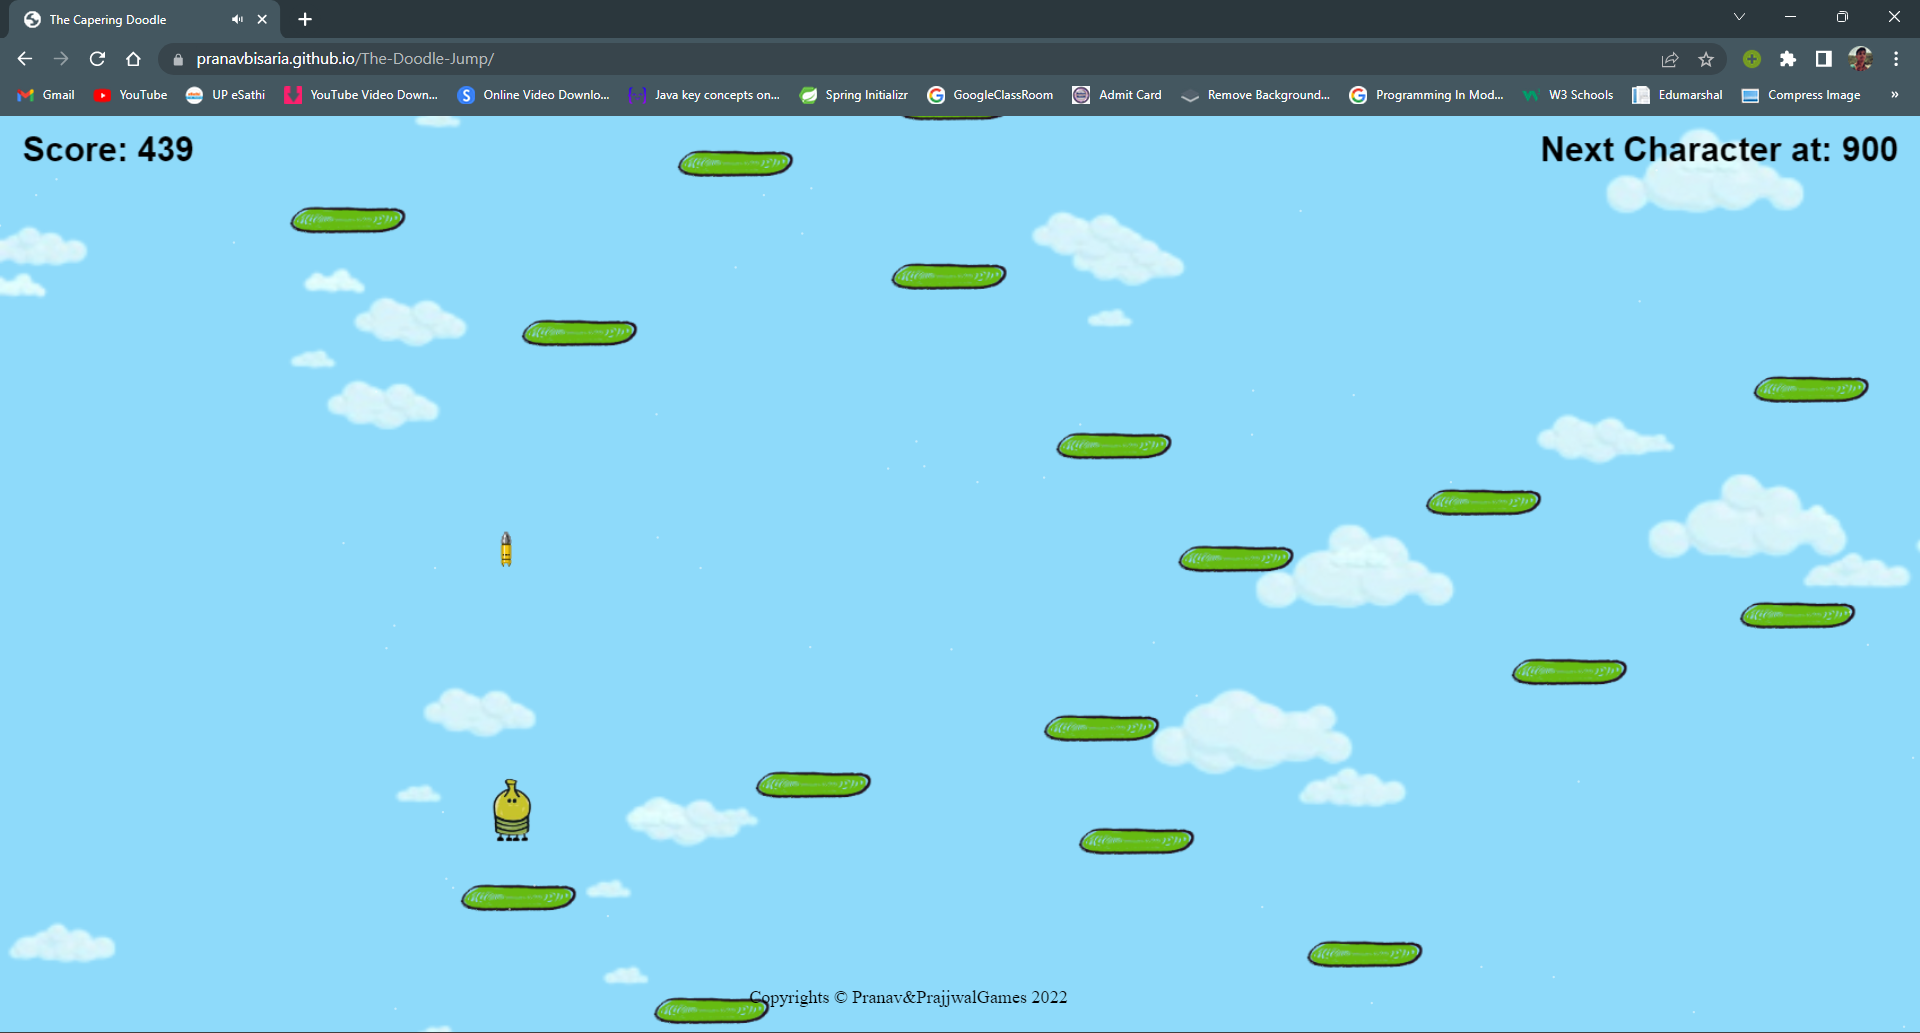 The Capering Doodle
pranavbisaria.github.io/The-Doodle-Jump/
Gmail YouTube UP eSathi YouTube Video Down... Online Video Downlo... Java key concepts on... Spring Initializr GoogleClassRoom Admit Card Remove Background... Programming In Mod... W3 Schools Edumarshal Compress Image »
Score: 439 Next Character at: 900
Copyrights © Pranav&PrajjwalGames 2022